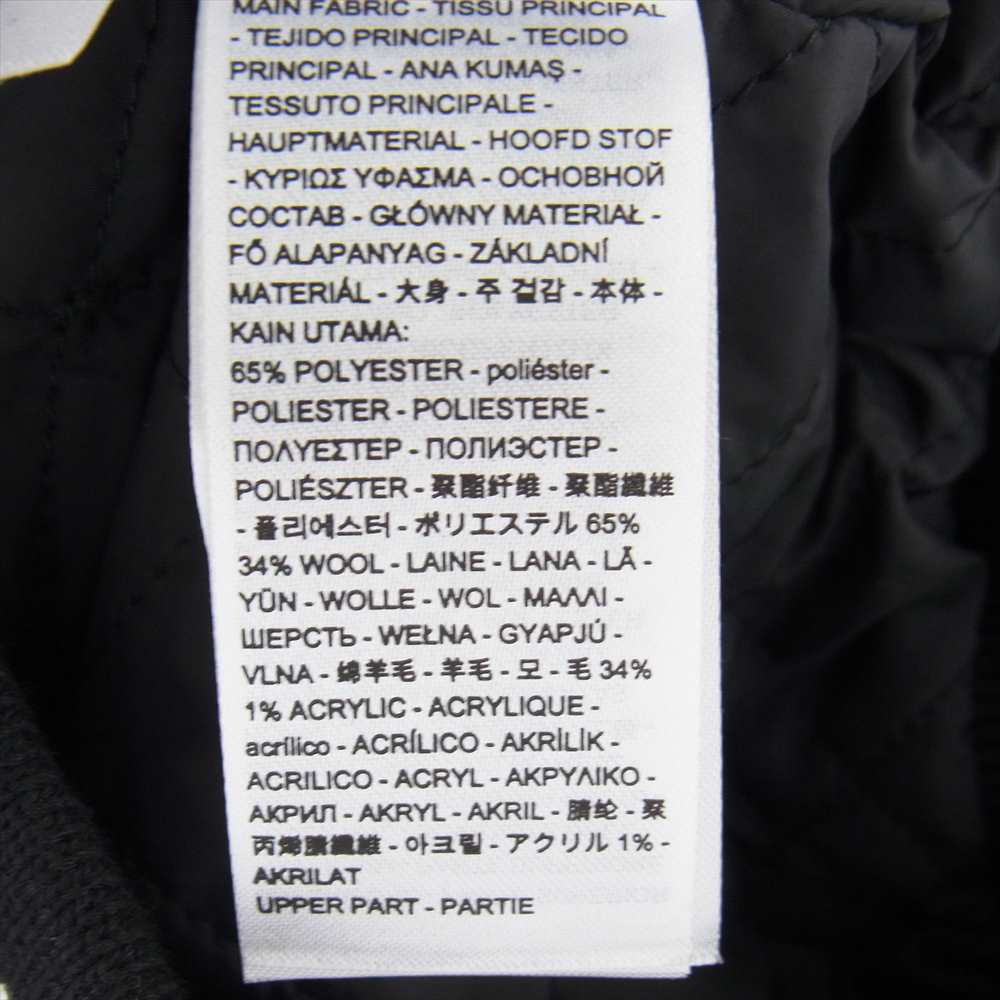 MAIN FABRIC - TISSU PRINCIPAL
- TEJIDO PRINCIPAL - TECIDO
PRINCIPAL - ANA KUMAŞ -
TESSUTO PRINCIPALE -
HAUPTMATERIAL - HOOFD STOF
- ΚΥΡΙΩΣ ΥΦΑΣΜΑ - ОСНОВНОЙ
СОСТАВ - GŁÓWNY MATERIAŁ -
FŐ ALAPANYAG - ZÁKLADNÍ
MATERIÁL - 大身 - 주 겉감 - 本体 -
KAIN UTAMA:
65% POLYESTER - poliéster -
POLIESTER - POLIESTERE -
ΠΟΛΥΕΣΤΕΡ - ПОЛИЭСТЕР -
POLIÉSZTER - 聚酯纤维 - 聚酯纖維
- 폴리에스터 - ポリエステル 65%
34% WOOL - LAINE - LANA - LÃ -
YÜN - WOLLE - WOL - ΜΑΛΛΙ -
ШЕРСТЬ - WEŁNA - GYAPJÚ -
VLNA - 绵羊毛 - 羊毛 - 모 - 毛 34%
1% ACRYLIC - ACRYLIQUE -
acrílico - ACRÍLICO - AKRİLİK -
ACRILICO - ACRYL - ΑΚΡΥΛΙΚΟ -
АКРИЛ - AKRYL - AKRIL - 腈纶 - 聚
丙烯腈纖維 - 아크릴 - アクリル 1% -
AKRILAT
UPPER PART - PARTIE